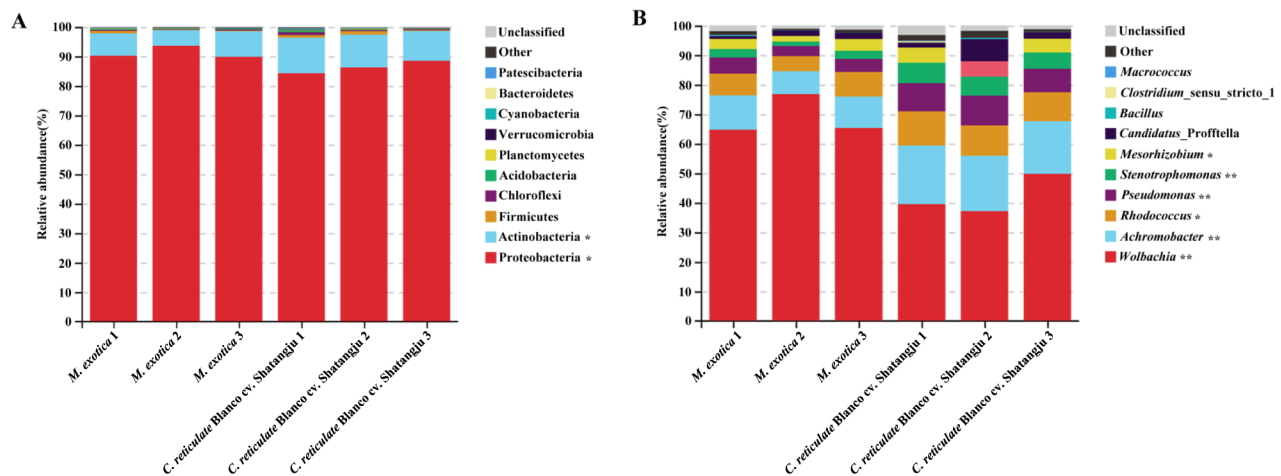 A
Relative abundance(%)
100
90
80
70
60
50
40
30
20
10
0
M. exotica 1
M. exotica 2
M. exotica 3
C. reticulate Blanco cv. Shatangju 1
C. reticulate Blanco cv. Shatangju 2
C. reticulate Blanco cv. Shatangju 3
Unclassified
Other
Patescibacteria
Bacteroidetes
Cyanobacteria
Verrucomicrobia
Planctomycetes
Acidobacteria
Chloroflexi
Firmicutes
Actinobacteria *
Proteobacteria *
B
Relative abundance(%)
100
90
80
70
60
50
40
30
20
10
0
M. exotica 1
M. exotica 2
M. exotica 3
C. reticulate Blanco cv. Shatangju 1
C. reticulate Blanco cv. Shatangju 2
C. reticulate Blanco cv. Shatangju 3
Unclassified
Other
Macrococcus
Clostridium_sensu_stricto_1
Bacillus
Candidatus_Profftella
Mesorhizobium *
Stenotrophomonas **
Pseudomonas **
Rhodococcus *
Achromobacter **
Wolbachia **